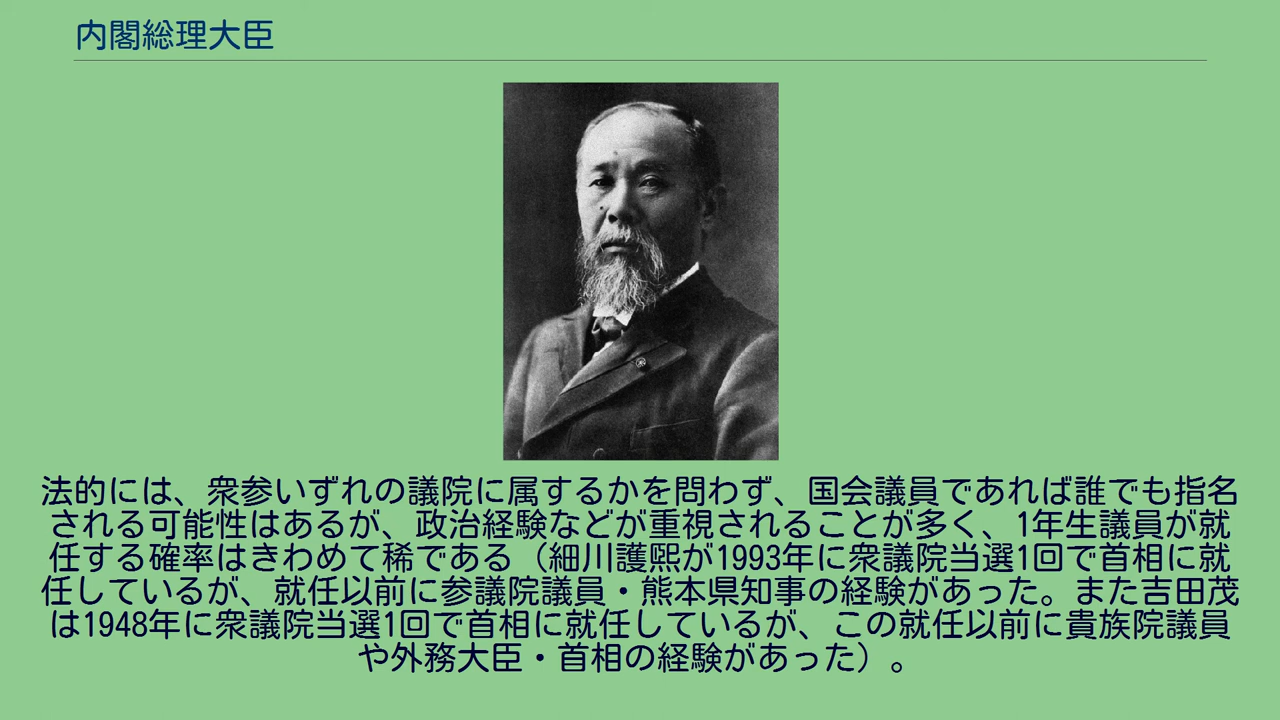 内閣総理大臣
法的には、衆参いずれの議院に属するかを問わず、国会議員であれば誰でも指名
される可能性はあるが、政治経験などが重視されることが多く、1年生議員が就
任する確率はきわめて稀である（細川護熙が1993年に衆議院当選1回で首相に就
任しているが、就任以前に参議院議員・熊本県知事の経験があった。また吉田茂
は1948年に衆議院当選1回で首相に就任しているが、この就任以前に貴族院議員
や外務大臣・首相の経験があった）。